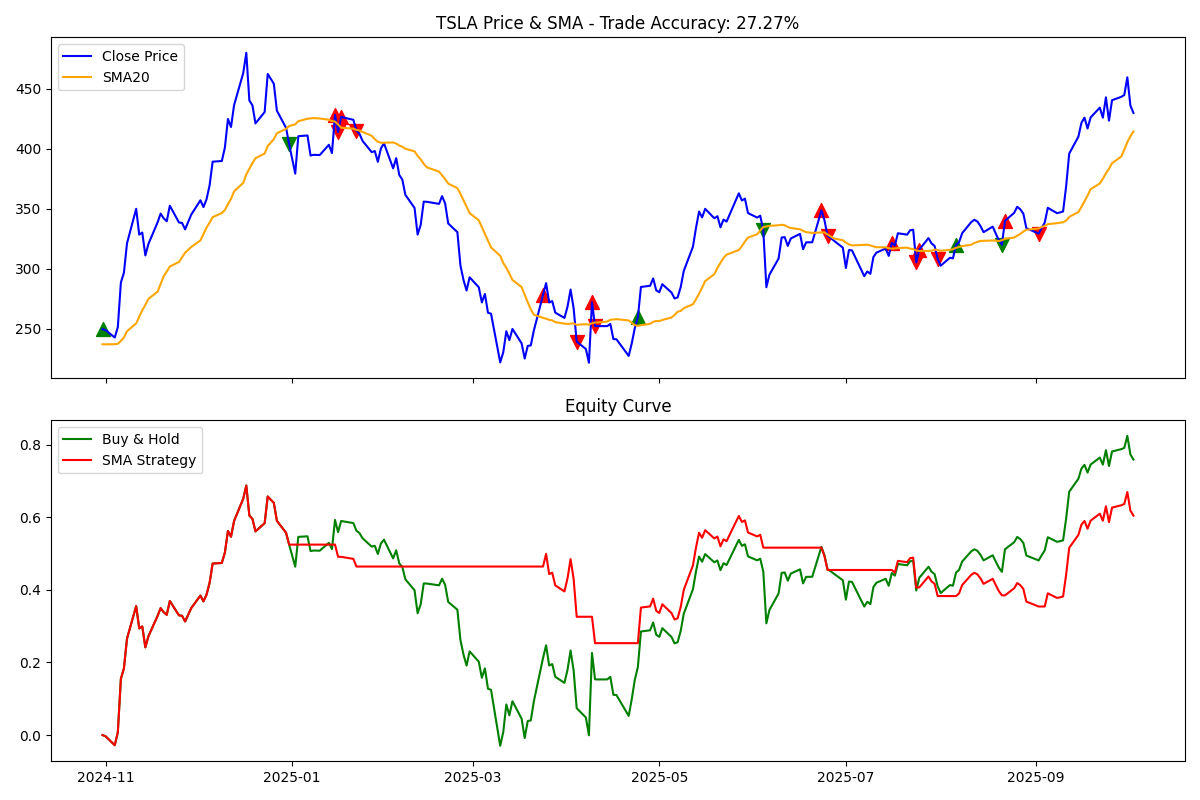 TSLA Price & SMA - Trade Accuracy: 27.27%
Close Price
SMA20
450
400
350
300
250
Equity Curve
Buy & Hold
SMA Strategy
0.8
0.6
0.4
0.2
0.0
2024-11 2025-01 2025-03 2025-05 2025-07 2025-09